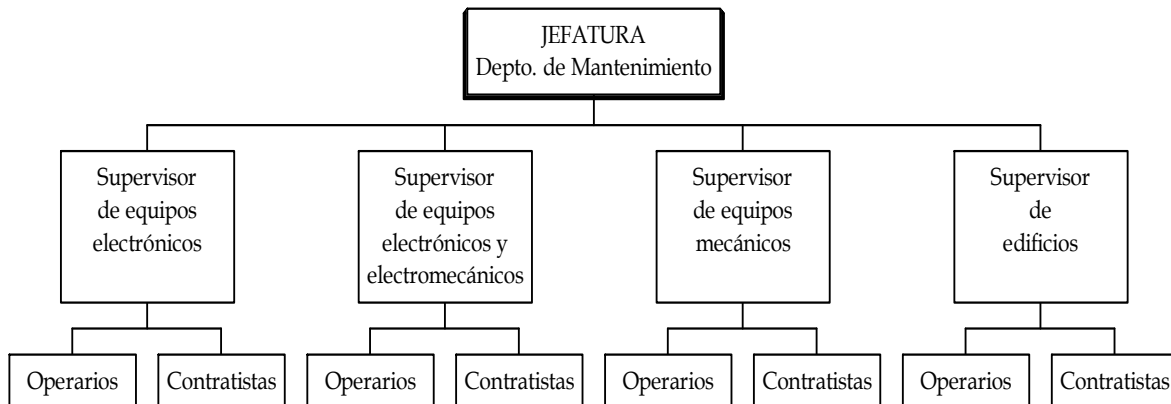 JEFATURA
Depto. de Mantenimiento
Supervisor
de equipos
electrónicos
Supervisor
de equipos
electrónicos y
electromecánicos
Supervisor
de equipos
mecánicos
Supervisor
de
edificios
Operarios
Contratistas
Operarios
Contratistas
Operarios
Contratistas
Operarios
Contratistas